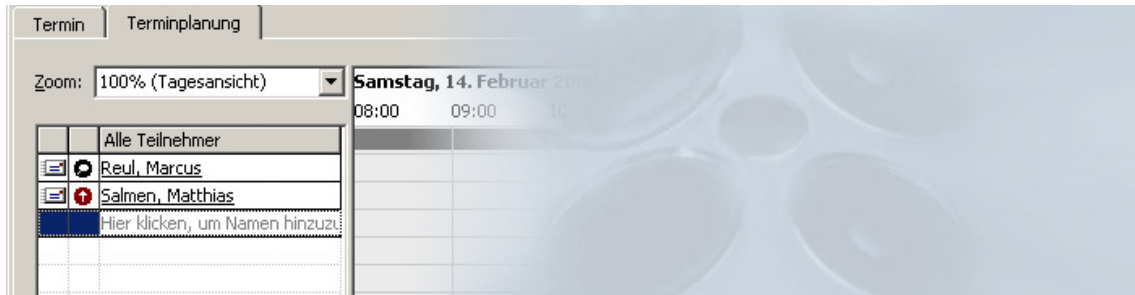 Termin Terminplanung
Zoom: 100% (Tagesansicht)
Samstag, 14. Februar
08:00 09:00
Alle Teilnehmer
Reul, Marcus
Salmen, Matthias
Hier klicken, um Namen hinzuzu